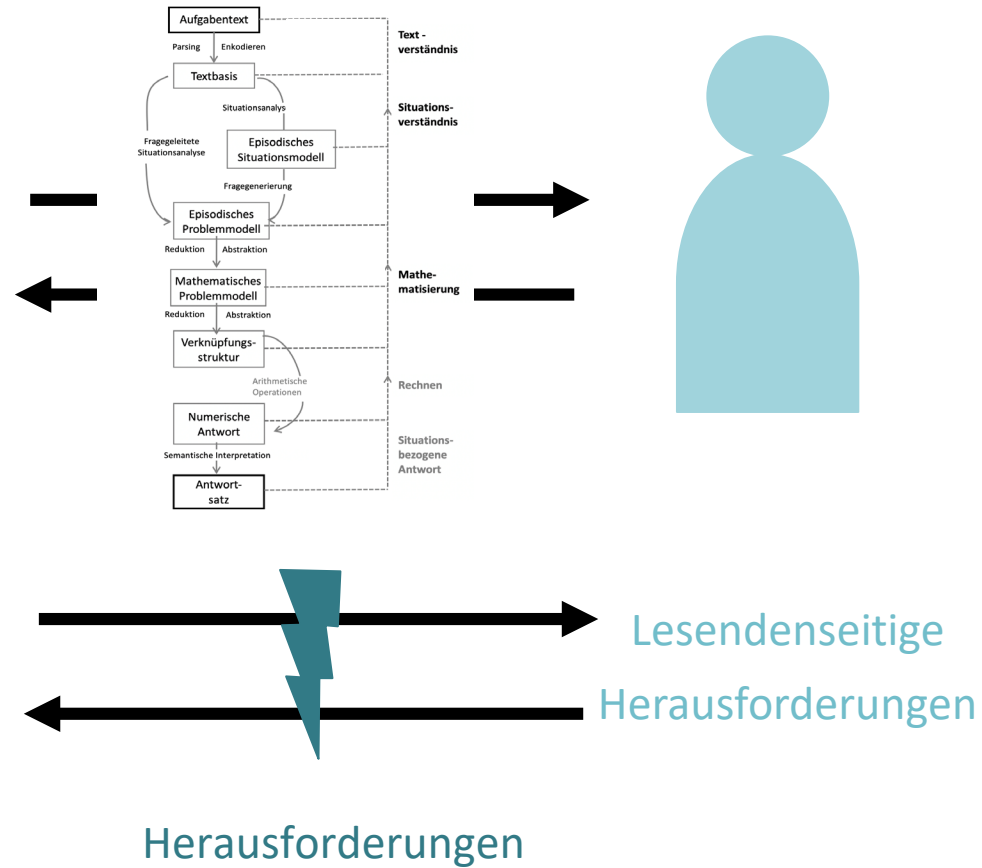 Aufgabentext
Text -
verständnis
Parsing Enkodieren
Textbasis
Situationsanalys
Situations-
verständnis
Fragegeleitete
Situationsanalyse
Episodisches
Situationsmodell
Fragegenerierung
Episodisches
Problemmodell
Reduktion Abstraktion
Mathe-
matisierung
Mathematisches
Problemmodell
Reduktion Abstraktion
Verknüpfungs-
struktur
Arithmetische
Operationen
Rechnen
Numerische
Antwort
Situations-
bezogene
Antwort
Semantische Interpretation
Antwort-
satz
Lesendenseitige
Herausforderungen
Herausforderungen